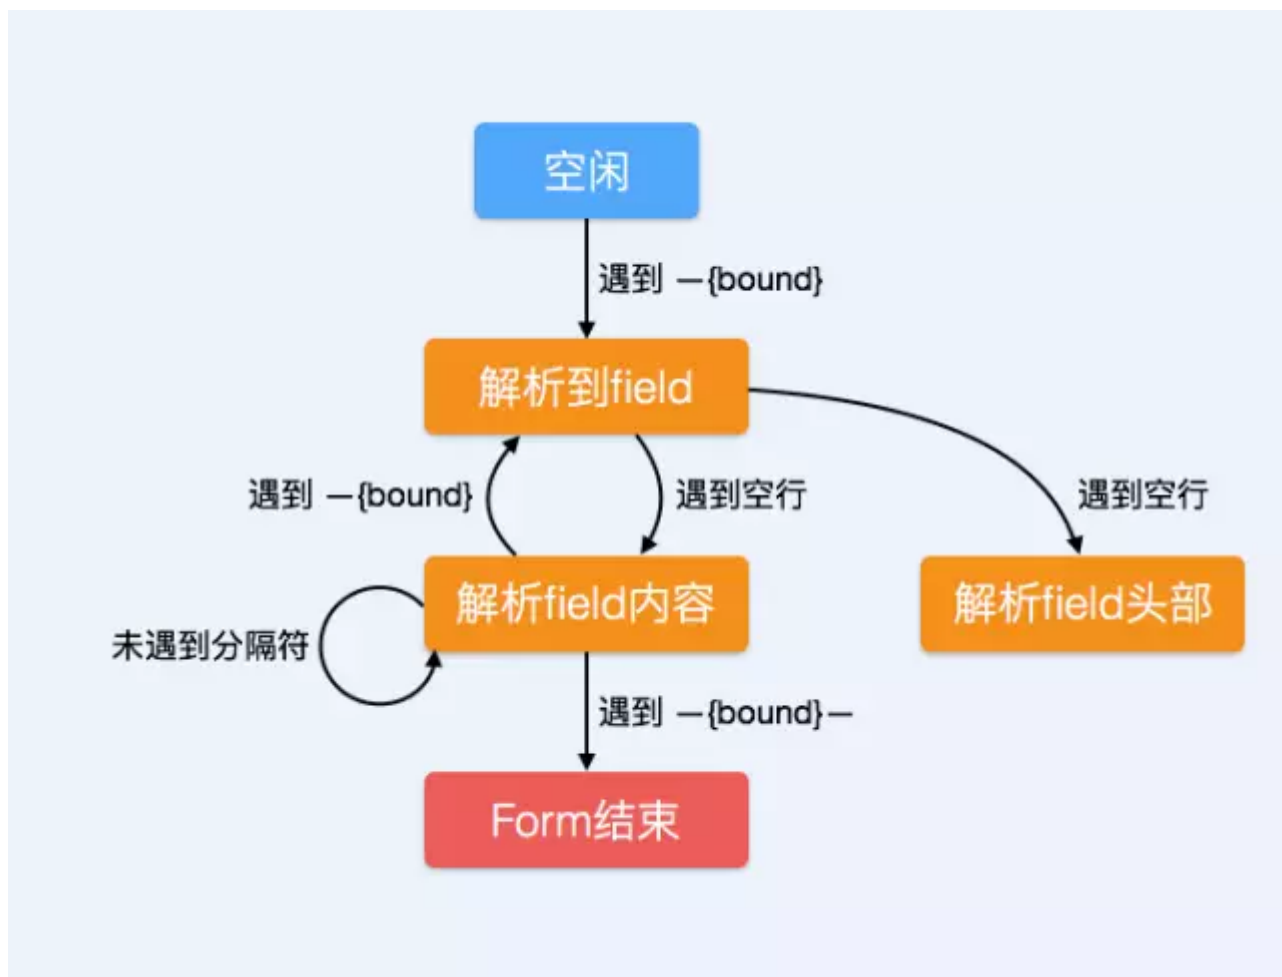 空闲
遇到 —{bound}
解析到field
遇到 —{bound}
遇到空行
遇到空行
解析field内容
解析field头部
未遇到分隔符
遇到 —{bound}—
Form结束